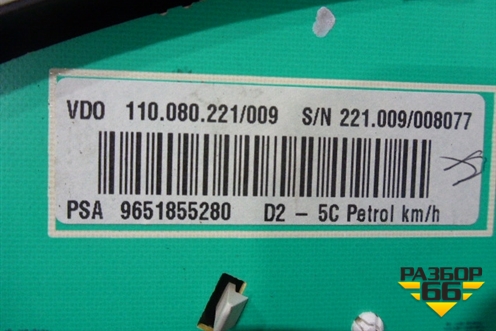 VDO 110.080.221/009 S/N 221.009/008077
PSA 9651855280 D2 - 5C Petrol km/h
РАЗБОР
66